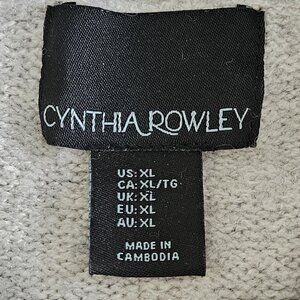 CYNTHIA ROWLEY
US: XL
CA: XL/TG
UK: XL
EU: XL
AU: XL
MADE IN
CAMBODIA